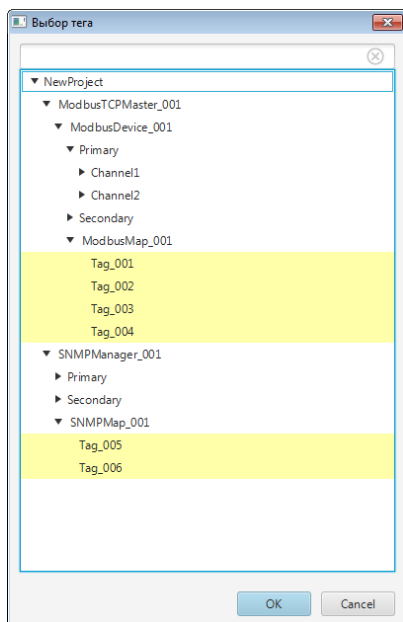 Выбор тега
NewProject
ModbusTCPMaster_001
ModbusDevice_001
Primary
Channel1
Channel2
Secondary
ModbusMap_001
Tag_001
Tag_002
Tag_003
Tag_004
SNMPManager_001
Primary
Secondary
SNMPMap_001
Tag_005
Tag_006
OK Cancel